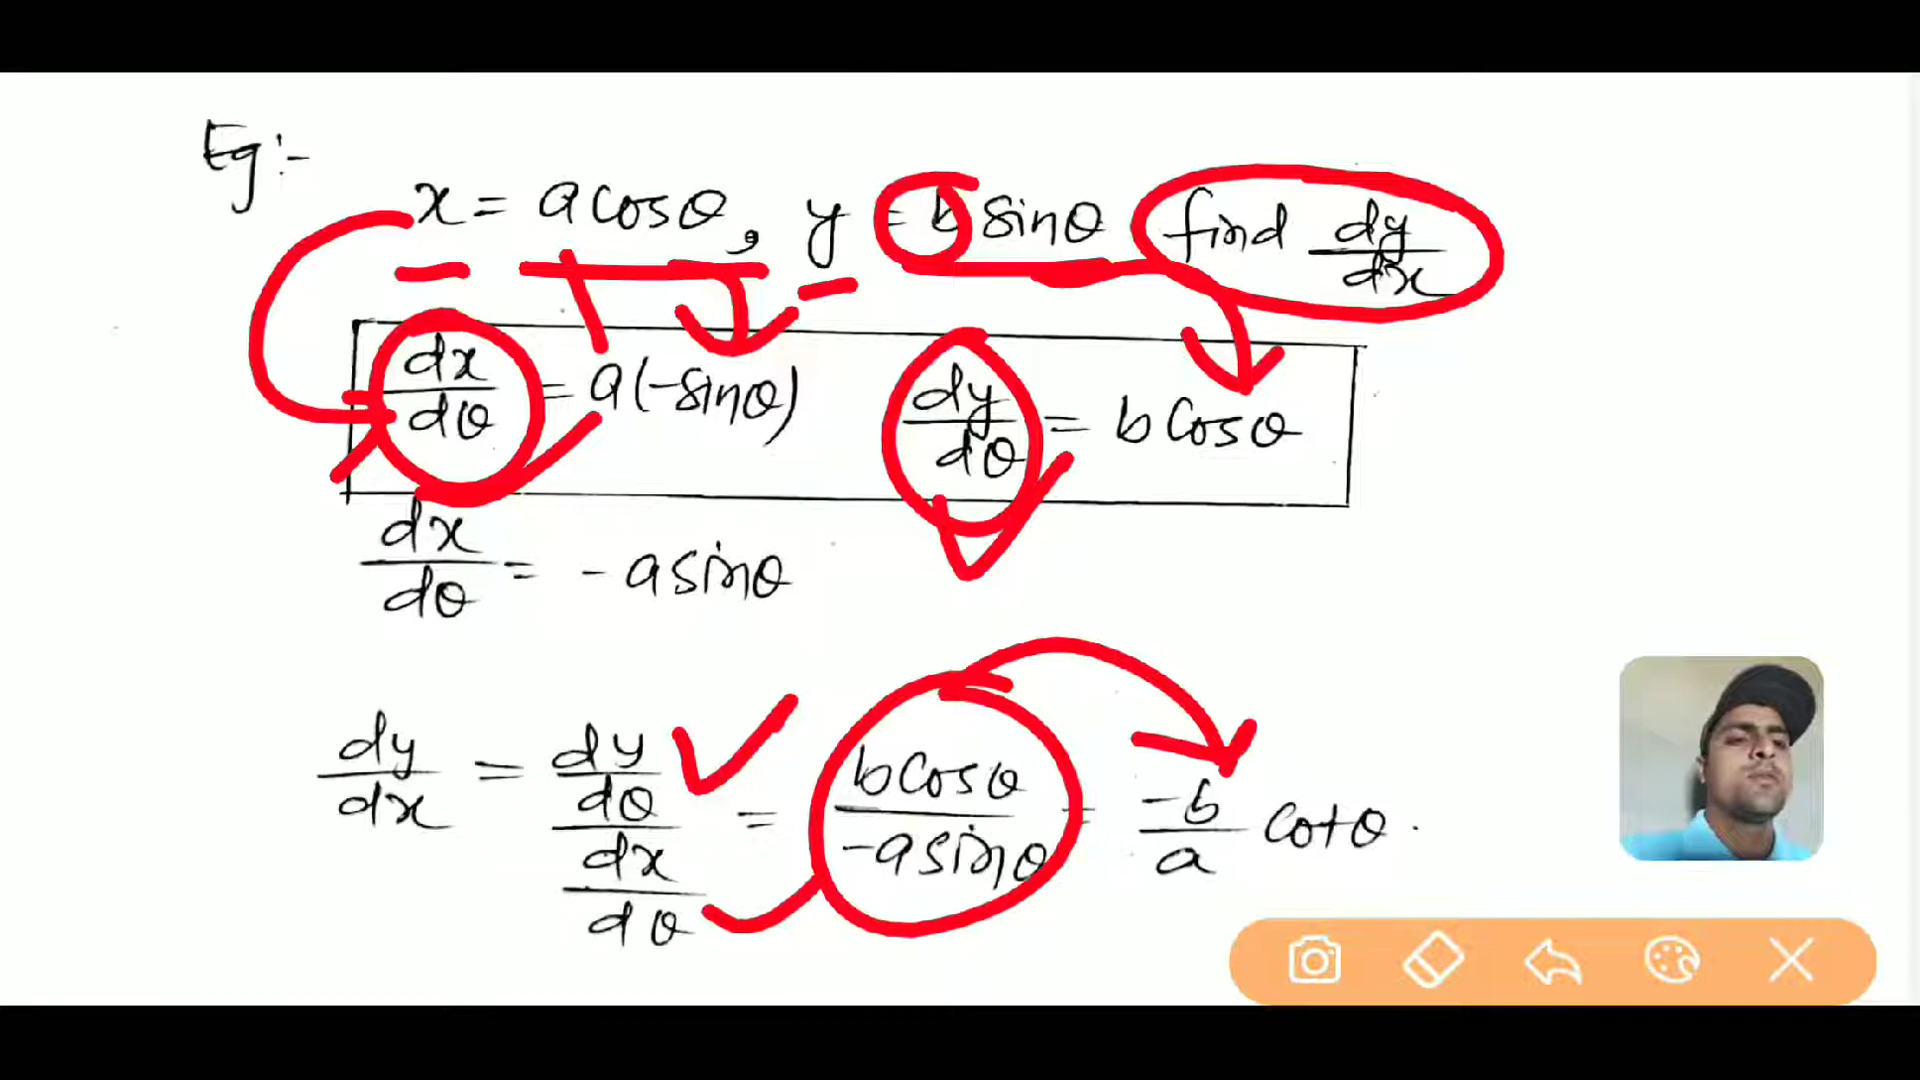 Eg:-
x = a cosθ, y = b sinθ find dy/dx
dx/dθ = a(-sinθ) dy/dθ = b cosθ
dx/dθ = - a sinθ
dy/dx = dy/dθ / dx/dθ = b cosθ / -a sinθ = -b/a cotθ.